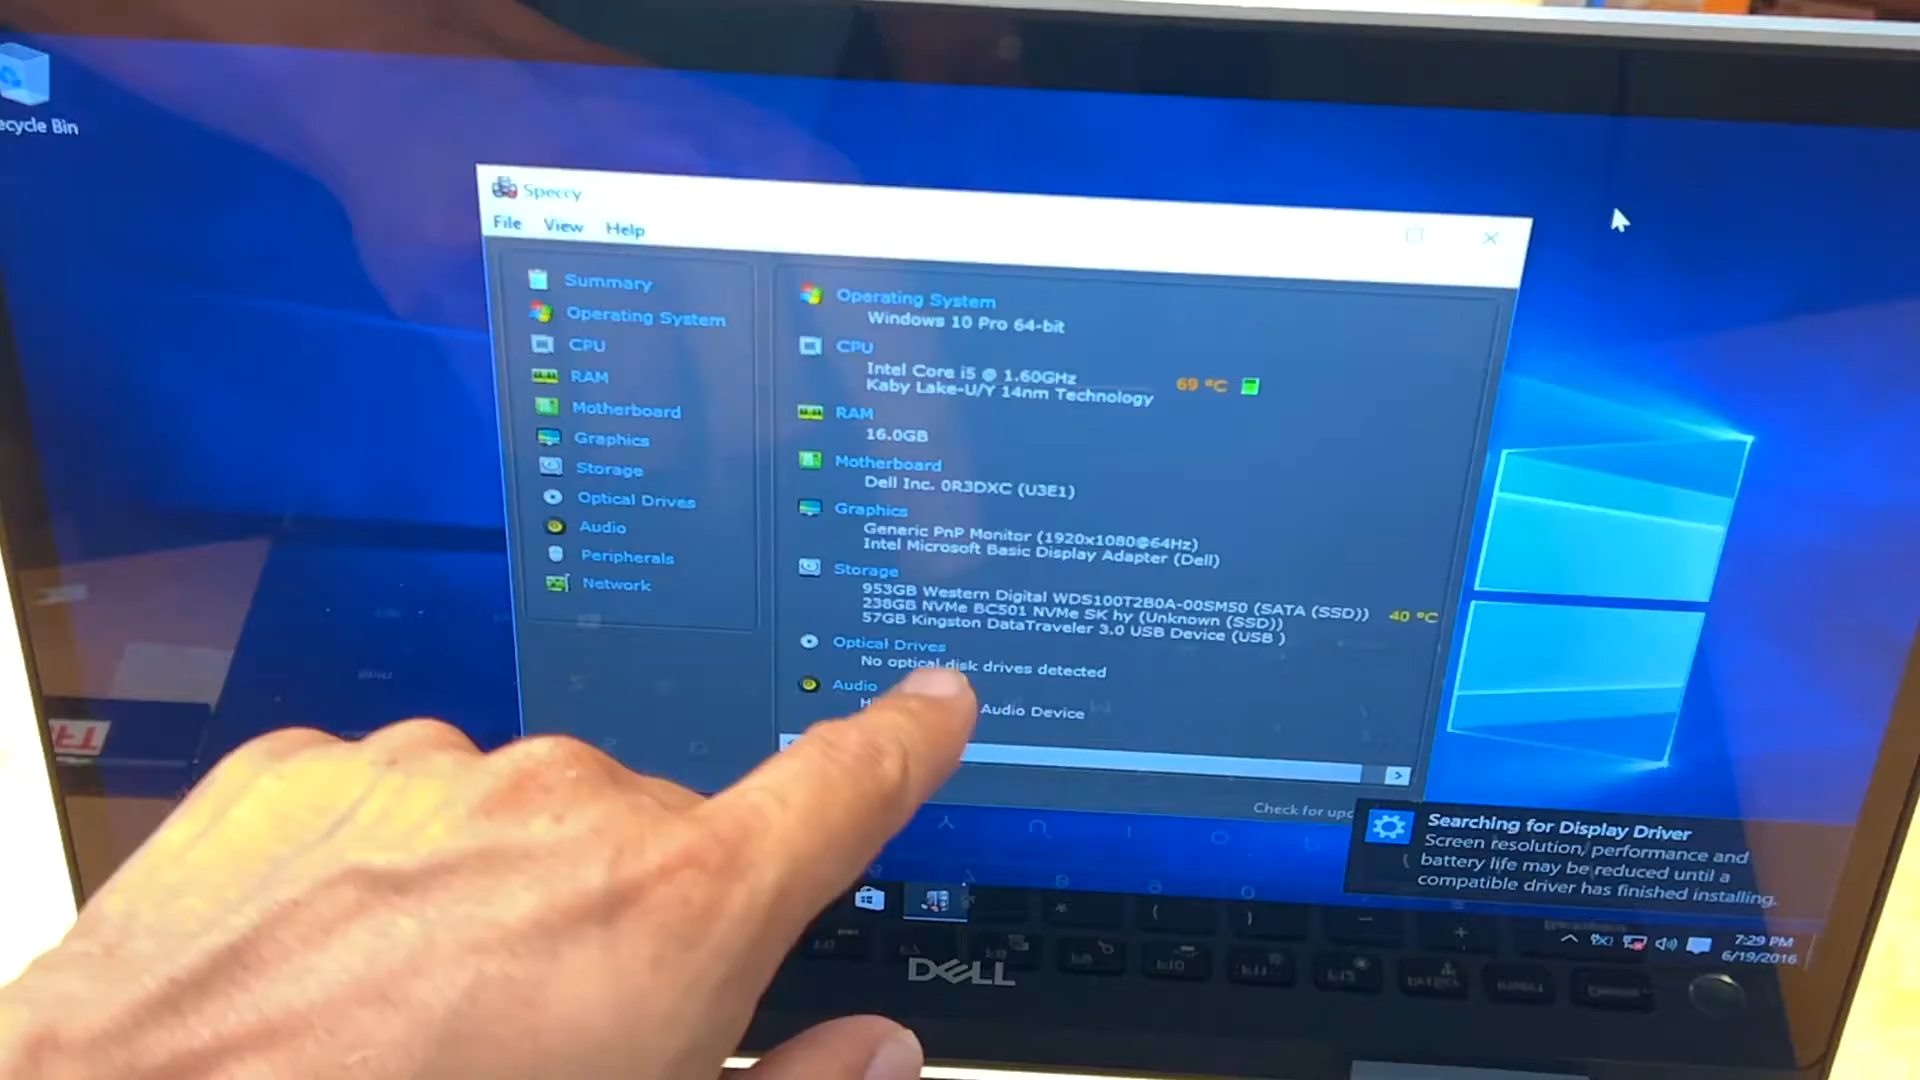 ecycle Bin
Speccy
File View Help
Summary
Operating System
CPU
RAM
Motherboard
Graphics
Storage
Optical Drives
Audio
Peripherals
Network
Operating System
Windows 10 Pro 64-bit
CPU
Intel Core i5 @ 1.60GHz
Kaby Lake-U/Y 14nm Technology
69 °C
RAM
16.0GB
Motherboard
Dell Inc. 0R3DXC (U3E1)
Graphics
Generic PnP Monitor (1920x1080@64Hz)
Intel Microsoft Basic Display Adapter (Dell)
Storage
953GB Western Digital WDS100T2B0A-00SM50 (SATA (SSD))
40 °C
238GB NVMe BC501 NVMe SK hy (Unknown (SSD))
57GB Kingston DataTraveler 3.0 USB Device (USB )
Optical Drives
No optical disk drives detected
Audio
Audio Device
Check for
Searching for Display Driver
Screen resolution, performance and
battery life may be reduced until a
compatible driver has finished installing.
7:29 PM
6/19/2016
DELL